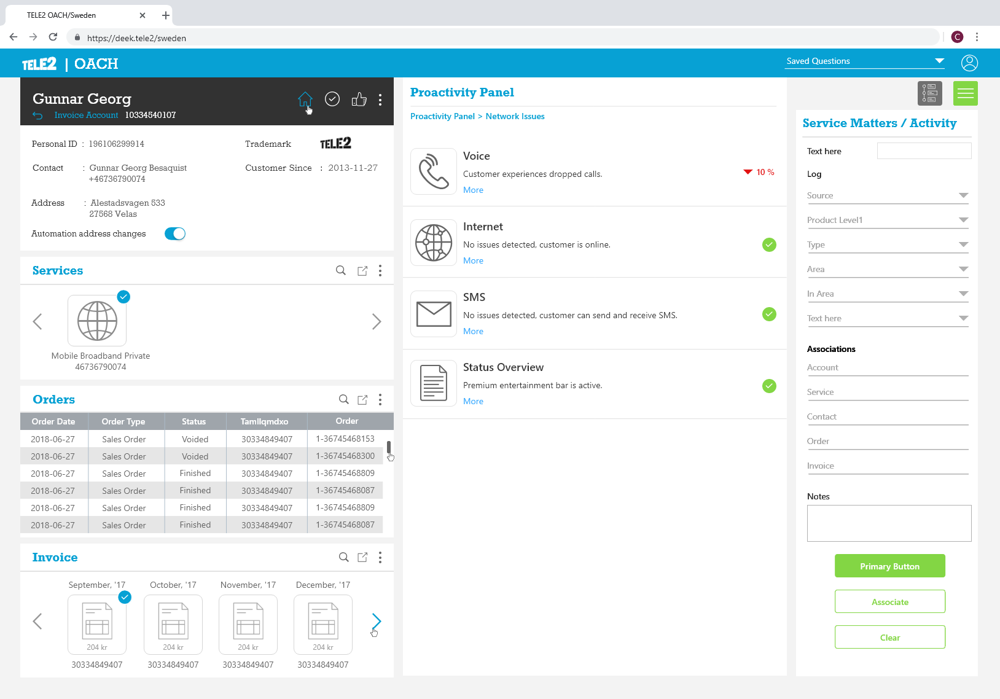 TELE2 OACH/Sweden
https://deek.tele2/sweden
C
TELE2 | OACH
Saved Questions
Gunnar Georg
Invoice Account 10334540107
Personal ID : 196106299914
Trademark TELE2
Contact : Gunnar Georg Besaquist
+46736790074
Customer Since : 2013-11-27
Address : Alestadsvagen 533
27568 Velas
Automation address changes
Services
Mobile Broadband Private
46736790074
Orders
Order Date Order Type Status Tamllqmdxo Order
2018-06-27 Sales Order Voided 30334849407 1-36745468153
2018-06-27 Sales Order Voided 30334849407 1-36745468300
2018-06-27 Sales Order Finished 30334849407 1-36745468809
2018-06-27 Sales Order Finished 30334849407 1-36745468087
2018-06-27 Sales Order Finished 30334849407 1-36745468809
2018-06-27 Sales Order Finished 30334849407 1-36745468087
Invoice
September, '17 October, '17 November, '17 December, '17
204 kr 204 kr 204 kr 204 kr
30334849407 30334849407 30334849407 30334849407
Proactivity Panel
Proactivity Panel > Network Issues
Voice
Customer experiences dropped calls.
10 %
More
Internet
No issues detected, customer is online.
More
SMS
No issues detected, customer can send and receive SMS.
More
Status Overview
Premium entertainment bar is active.
More
Service Matters / Activity
Text here
Log
Source
Product Level1
Type
Area
In Area
Text here
Associations
Account
Service
Contact
Order
Invoice
Notes
Primary Button
Associate
Clear